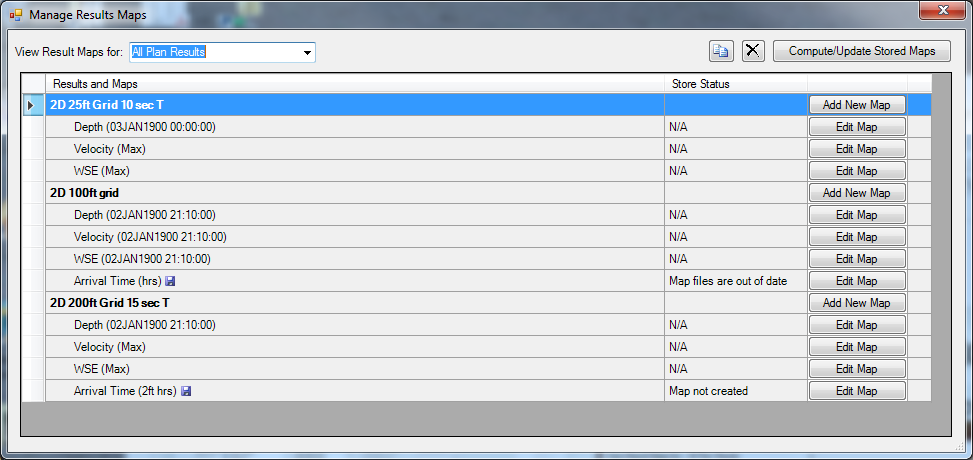 Manage Results Maps
View Result Maps for: All Plan Results Compute/Update Stored Maps
Results and Maps Store Status
2D 25ft Grid 10 sec T Add New Map
Depth (03JAN1900 00:00:00) N/A Edit Map
Velocity (Max) N/A Edit Map
WSE (Max) N/A Edit Map
2D 100ft grid Add New Map
Depth (02JAN1900 21:10:00) N/A Edit Map
Velocity (02JAN1900 21:10:00) N/A Edit Map
WSE (02JAN1900 21:10:00) N/A Edit Map
Arrival Time (hrs) Map files are out of date Edit Map
2D 200ft Grid 15 sec T Add New Map
Depth (02JAN1900 21:10:00) N/A Edit Map
Velocity (Max) N/A Edit Map
WSE (Max) N/A Edit Map
Arrival Time (2ft hrs) Map not created Edit Map